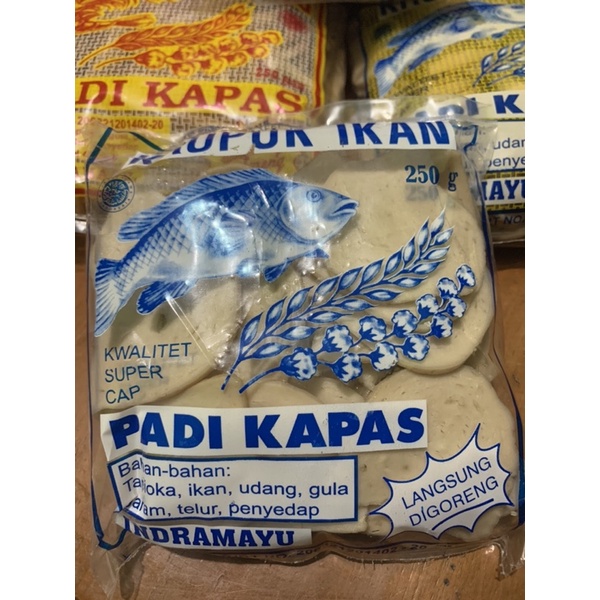 250 g
DI KAPAS
KRUPUK IKAN
250 g
KWALITET
SUPER
CAP
PADI KAPAS
Bahan-bahan:
Tapioka, ikan, udang, gula
garam, telur, penyedap
LANGSUNG
DiGORENG
INDRAMAYU